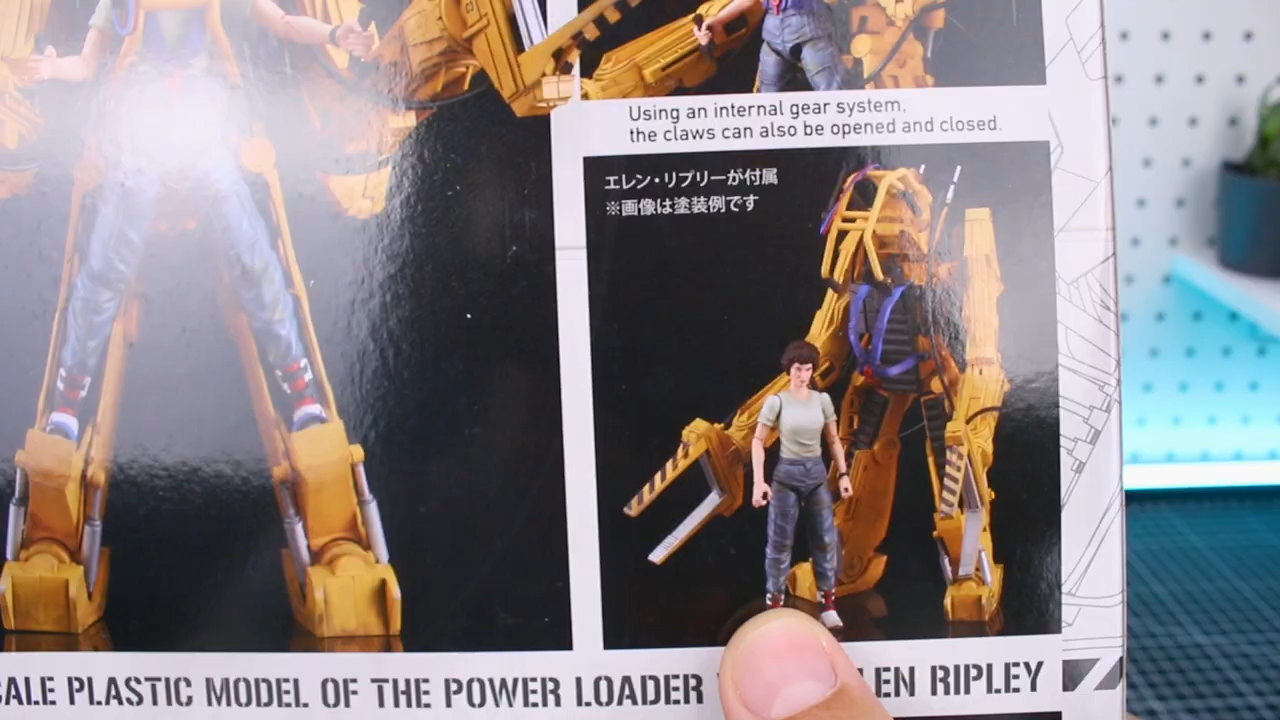 Using an internal gear system,
the claws can also be opened and closed.
エレン・リプリーが付属
※画像は塗装例です
PLASTIC MODEL OF THE POWER LOADER RIPLEY